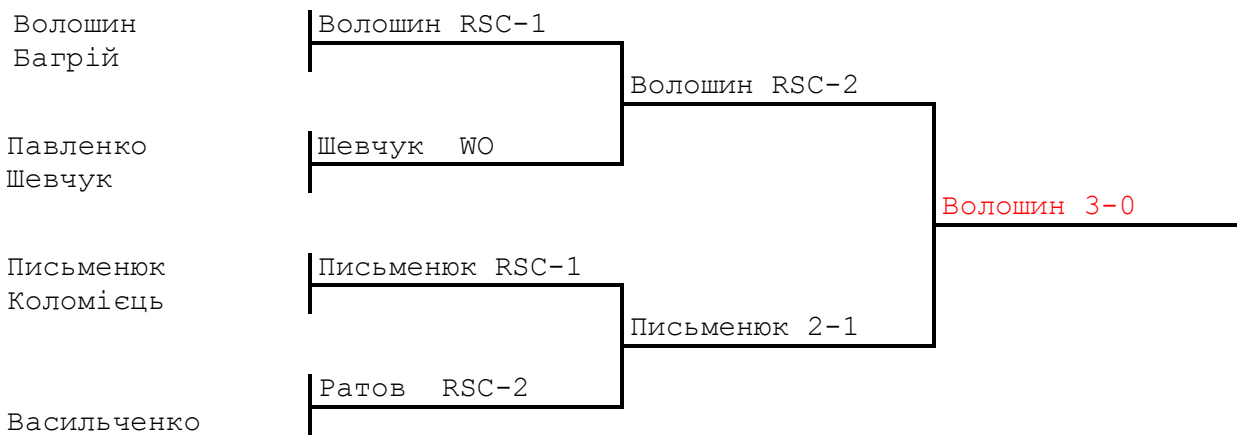 Волошин
Багрій
Волошин RSC-1
Волошин RSC-2
Павленко
Шевчук
Шевчук WO
Волошин 3-0
Письменюк
Коломієць
Письменюк RSC-1
Письменюк 2-1
Ратов RSC-2
Васильченко